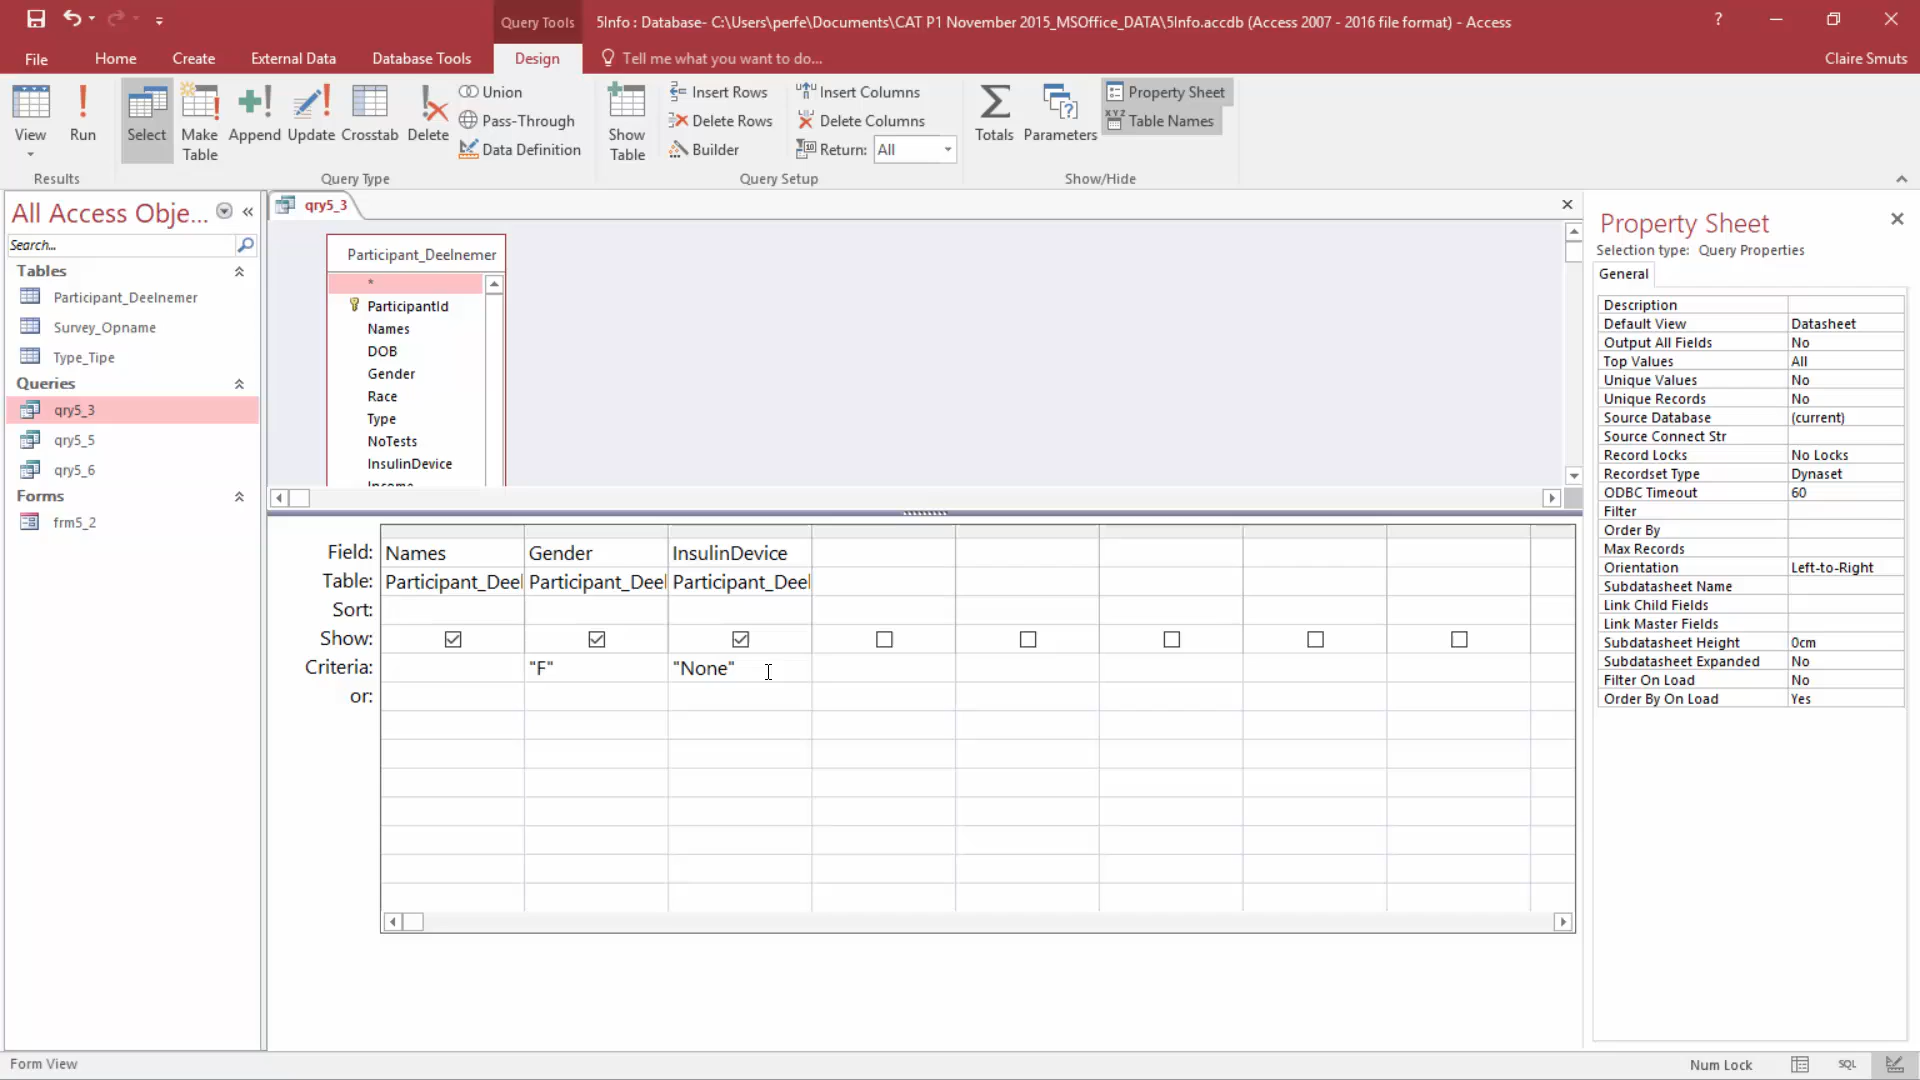 Query Tools
5Info : Database- C:\Users\perfe\Documents\CAT P1 November 2015_MSOffice_DATA\5Info.accdb (Access 2007 - 2016 file format) - Access
?
File
Home
Create
External Data
Database Tools
Design
Tell me what you want to do...
Claire Smuts
View
Run
Select
Make
Table
Append
Update
Crosstab
Delete
Union
Pass-Through
Data Definition
Show
Table
Insert Rows
Delete Rows
Builder
Insert Columns
Delete Columns
Return: All
Totals
Parameters
Property Sheet
Table Names
Results
Query Type
Query Setup
Show/Hide
All Access Obje...
Search...
Tables
Participant_Deelnemer
Survey_Opname
Type_Tipe
Queries
qry5_3
qry5_5
qry5_6
Forms
frm5_2
qry5_3
Participant_Deelnemer
*
ParticipantId
Names
DOB
Gender
Race
Type
NoTests
InsulinDevice
Income
Field: Names Gender InsulinDevice
Table: Participant_Deel Participant_Deel Participant_Deel
Sort:
Show:
Criteria: "F" "None"
or:
Property Sheet
Selection type: Query Properties
General
Description
Default View Datasheet
Output All Fields No
Top Values All
Unique Values No
Unique Records No
Source Database (current)
Source Connect Str
Record Locks No Locks
Recordset Type Dynaset
ODBC Timeout 60
Filter
Order By
Max Records
Orientation Left-to-Right
Subdatasheet Name
Link Child Fields
Link Master Fields
Subdatasheet Height 0cm
Subdatasheet Expanded No
Filter On Load No
Order By On Load Yes
Form View
Num Lock
SQL